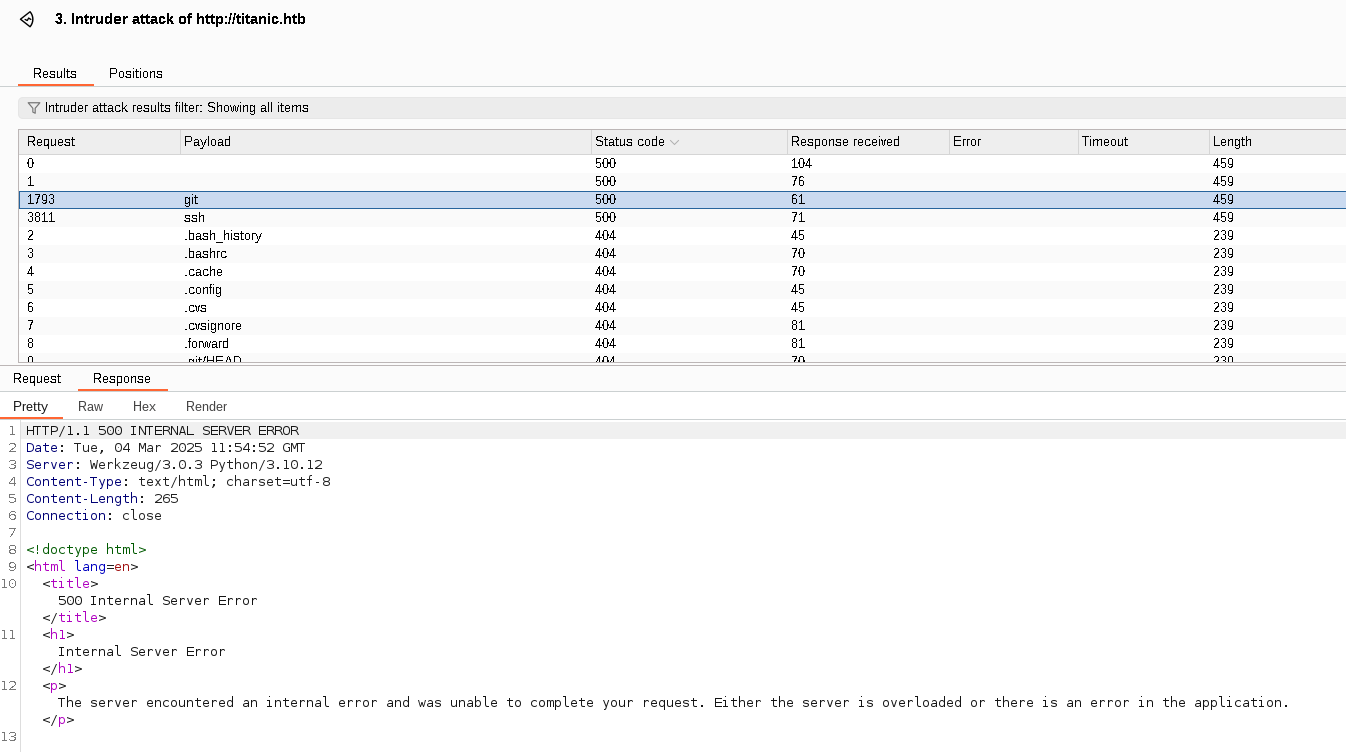 3. Intruder attack of http://titanic.htb
Results Positions
Intruder attack results filter: Showing all items
Request Payload Status code Response received Error Timeout Length
0 500 104 459
1 500 76 459
1793 git 500 61 459
3811 ssh 500 71 459
2 .bash_history 404 45 239
3 .bashrc 404 70 239
4 .cache 404 70 239
5 .config 404 45 239
6 .cvs 404 45 239
7 .cvsignore 404 81 239
8 .forward 404 81 239
9 .git/HEAD 404 70 239
Request Response
Pretty Raw Hex Render
1 HTTP/1.1 500 INTERNAL SERVER ERROR
2 Date: Tue, 04 Mar 2025 11:54:52 GMT
3 Server: Werkzeug/3.0.3 Python/3.10.12
4 Content-Type: text/html; charset=utf-8
5 Content-Length: 265
6 Connection: close
7
8 <!doctype html>
9 <html lang=en>
10 <title>
500 Internal Server Error
</title>
11 <h1>
Internal Server Error
</h1>
12 <p>
The server encountered an internal error and was unable to complete your request. Either the server is overloaded or there is an error in the application.
</p>
13